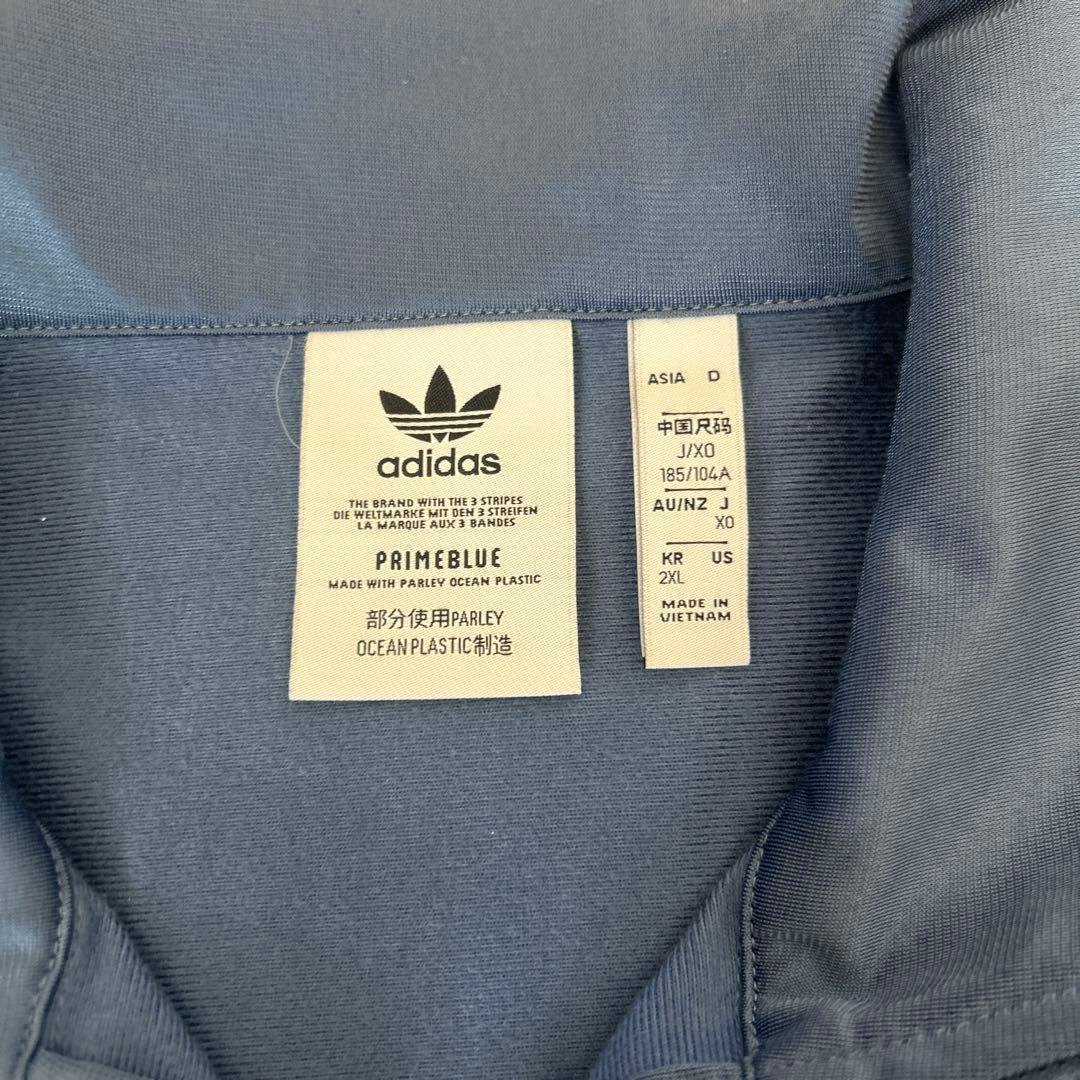 adidas
THE BRAND WITH THE 3 STRIPES
DIE WELTMARKE MIT DEN 3 STREIFEN
LA MARQUE AUX 3 BANDES
PRIMEBLUE
MADE WITH PARLEY OCEAN PLASTIC
部分使用PARLEY
OCEAN PLASTIC制造
ASIA D
中国尺码
J/XO
185/104A
AU/NZ J
XO
KR US
2XL
MADE IN
VIETNAM